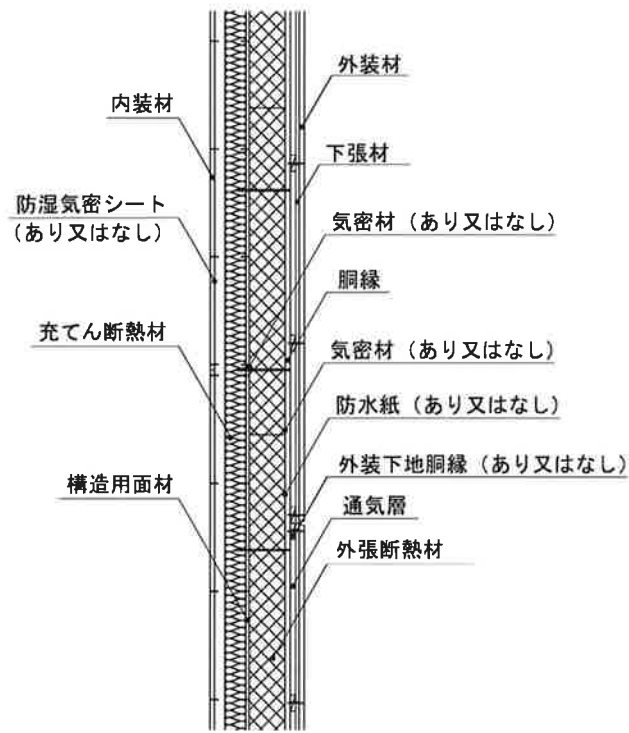 内装材
防湿気密シート
（あり又はなし）
充てん断熱材
構造用面材
外装材
下張材
気密材（あり又はなし）
胴縁
気密材（あり又はなし）
防水紙（あり又はなし）
外装下地胴縁（あり又はなし）
通気層
外張断熱材